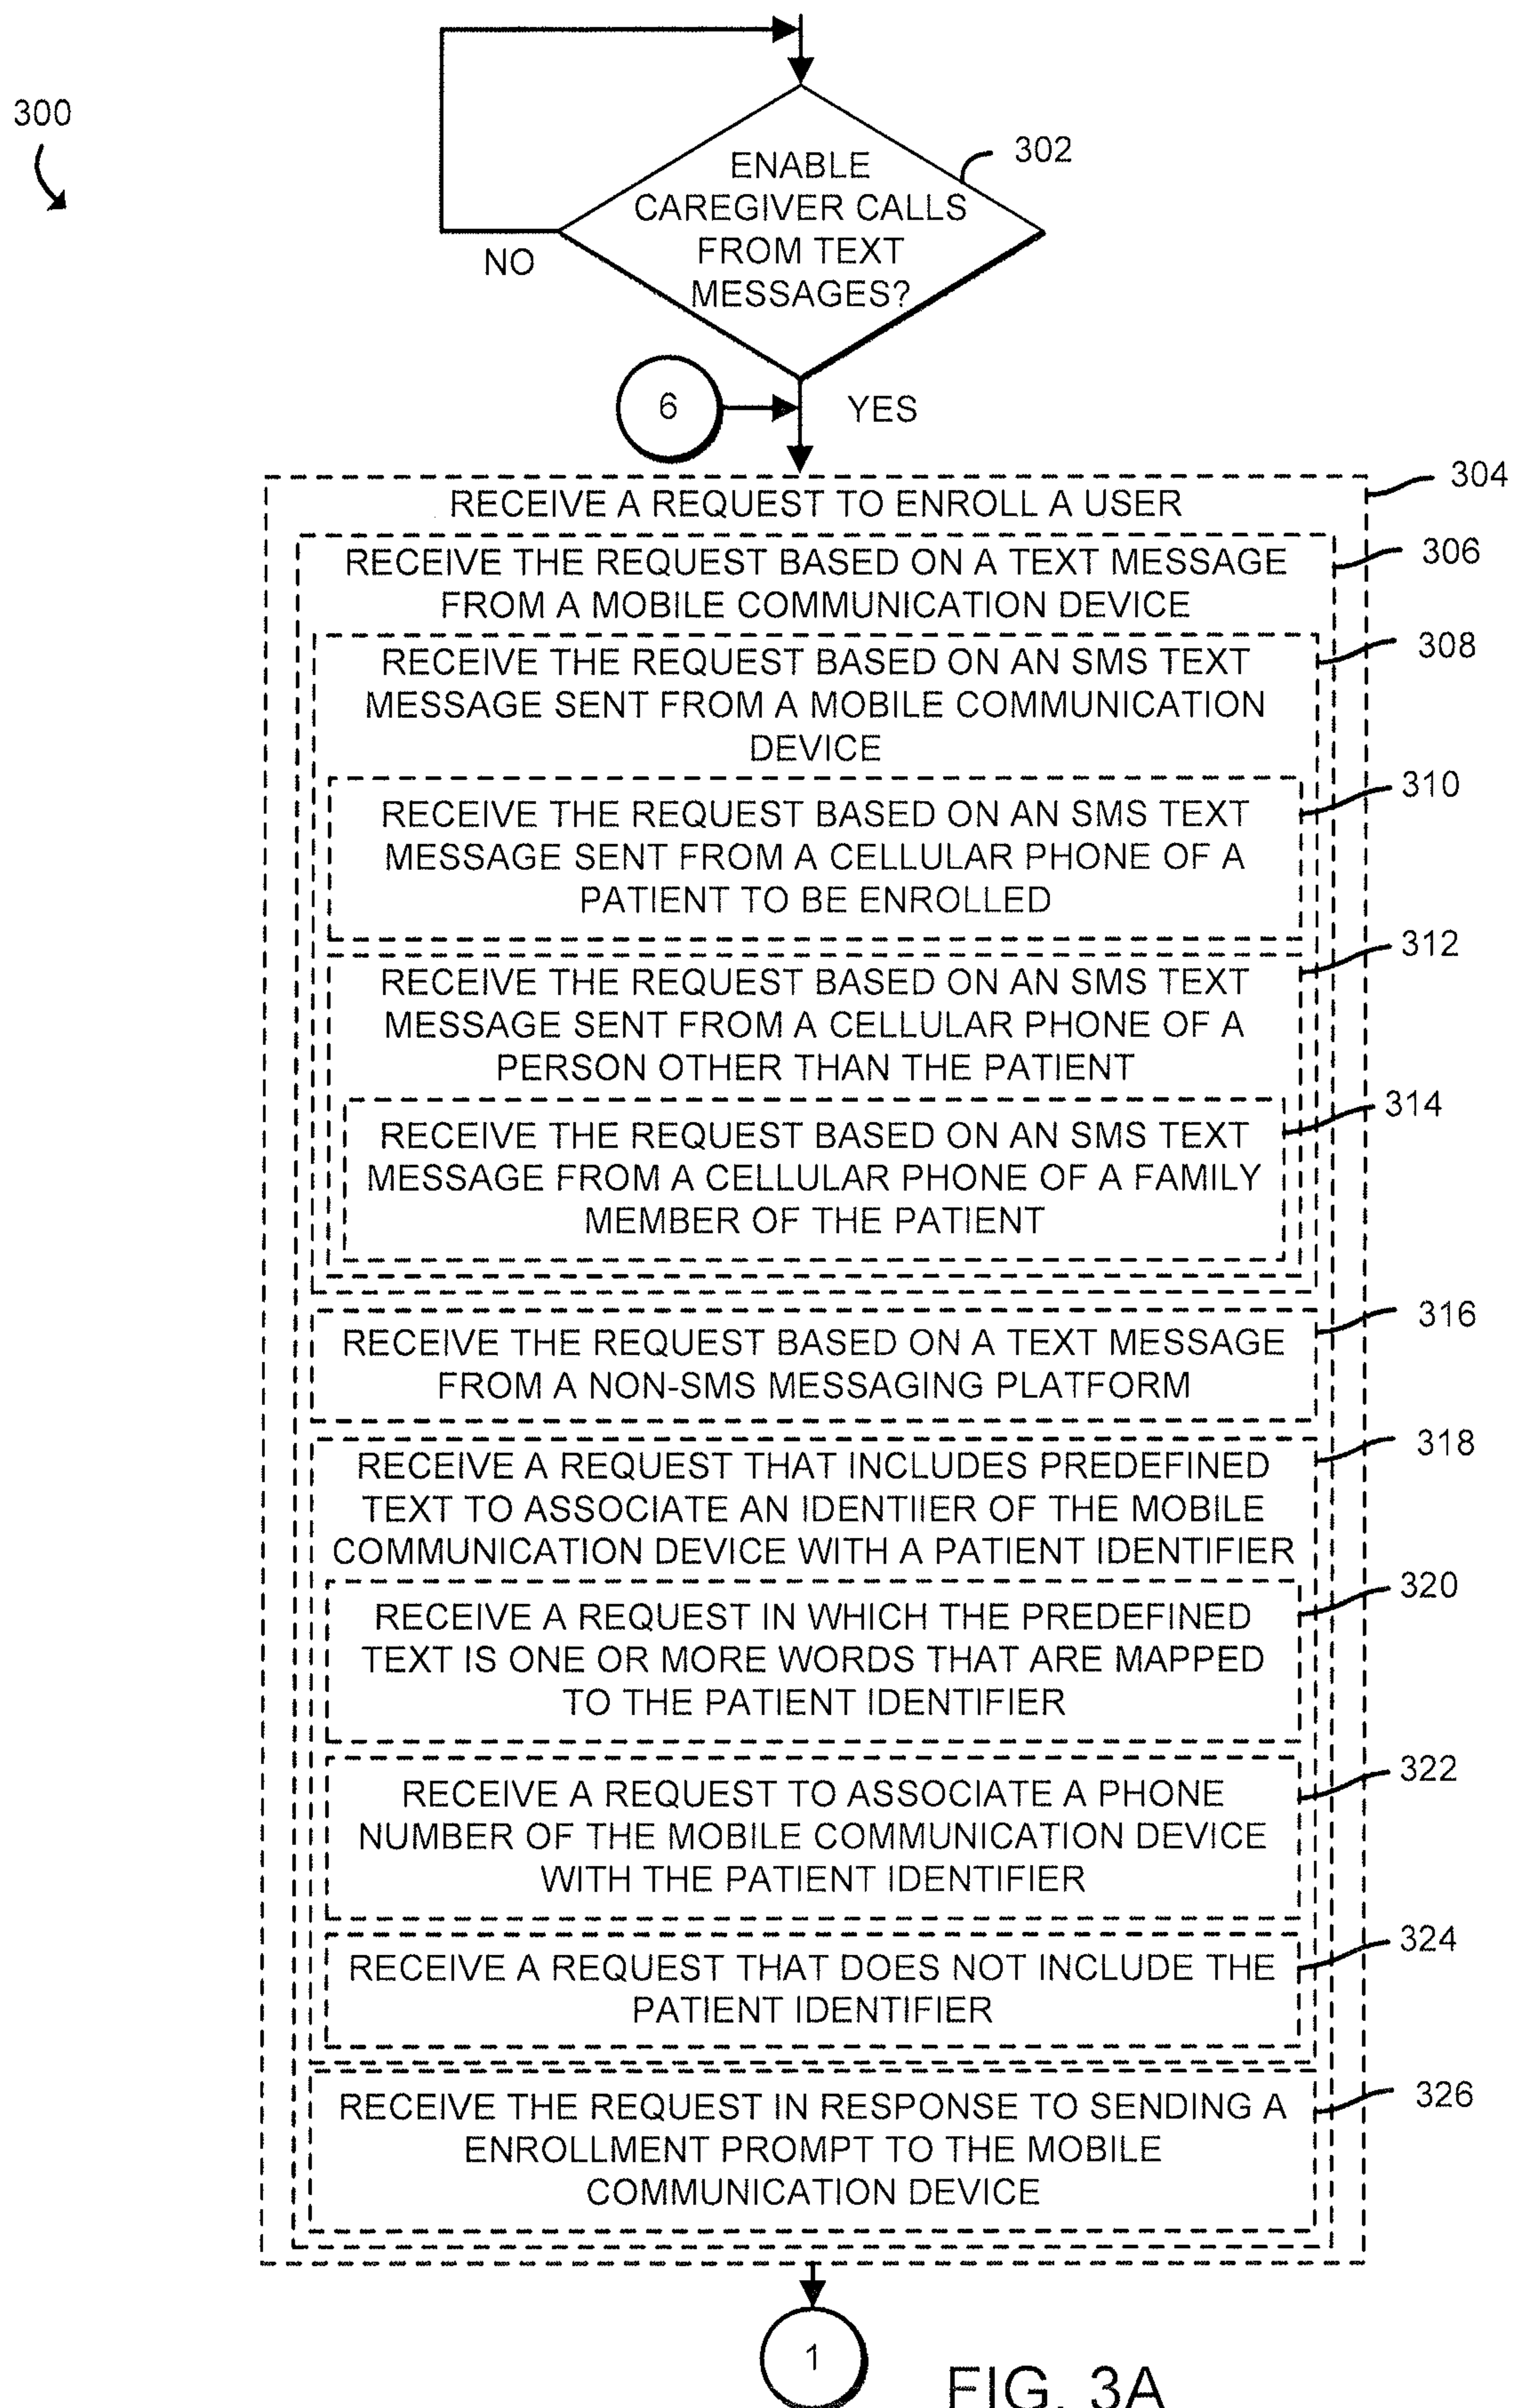 300
ENABLE
CAREGIVER CALLS
FROM TEXT
MESSAGES?
302
NO
6
YES
304
RECEIVE A REQUEST TO ENROLL A USER
306
RECEIVE THE REQUEST BASED ON A TEXT MESSAGE
FROM A MOBILE COMMUNICATION DEVICE
308
RECEIVE THE REQUEST BASED ON AN SMS TEXT
MESSAGE SENT FROM A MOBILE COMMUNICATION
DEVICE
310
RECEIVE THE REQUEST BASED ON AN SMS TEXT
MESSAGE SENT FROM A CELLULAR PHONE OF A
PATIENT TO BE ENROLLED
312
RECEIVE THE REQUEST BASED ON AN SMS TEXT
MESSAGE SENT FROM A CELLULAR PHONE OF A
PERSON OTHER THAN THE PATIENT
314
RECEIVE THE REQUEST BASED ON AN SMS TEXT
MESSAGE FROM A CELLULAR PHONE OF A FAMILY
MEMBER OF THE PATIENT
316
RECEIVE THE REQUEST BASED ON A TEXT MESSAGE
FROM A NON-SMS MESSAGING PLATFORM
318
RECEIVE A REQUEST THAT INCLUDES PREDEFINED
TEXT TO ASSOCIATE AN IDENTIIER OF THE MOBILE
COMMUNICATION DEVICE WITH A PATIENT IDENTIFIER
320
RECEIVE A REQUEST IN WHICH THE PREDEFINED
TEXT IS ONE OR MORE WORDS THAT ARE MAPPED
TO THE PATIENT IDENTIFIER
322
RECEIVE A REQUEST TO ASSOCIATE A PHONE
NUMBER OF THE MOBILE COMMUNICATION DEVICE
WITH THE PATIENT IDENTIFIER
324
RECEIVE A REQUEST THAT DOES NOT INCLUDE THE
PATIENT IDENTIFIER
326
RECEIVE THE REQUEST IN RESPONSE TO SENDING A
ENROLLMENT PROMPT TO THE MOBILE
COMMUNICATION DEVICE
1
FIG. 3A